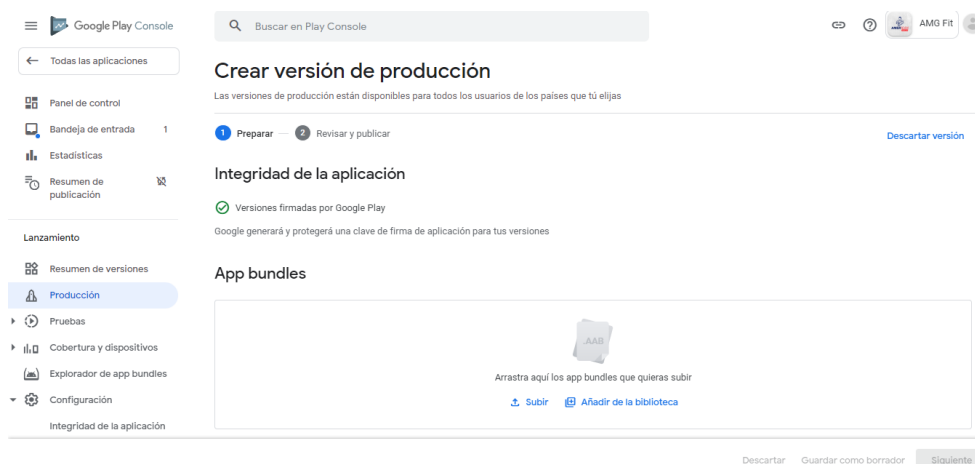 Google Play Console
Buscar en Play Console
AMG Fit
Todas las aplicaciones
Panel de control
Bandeja de entrada 1
Estadísticas
Resumen de publicación
Lanzamiento
Resumen de versiones
Producción
Pruebas
Cobertura y dispositivos
Explorador de app bundles
Configuración
Integridad de la aplicación
Crear versión de producción
Las versiones de producción están disponibles para todos los usuarios de los países que tú elijas
1 Preparar 2 Revisar y publicar
Descartar versión
Integridad de la aplicación
Versiones firmadas por Google Play
Google generará y protegerá una clave de firma de aplicación para tus versiones
App bundles
.AAB
Arrastra aquí los app bundles que quieras subir
Subir Añadir de la biblioteca
Descartar Guardar como borrador Siguiente